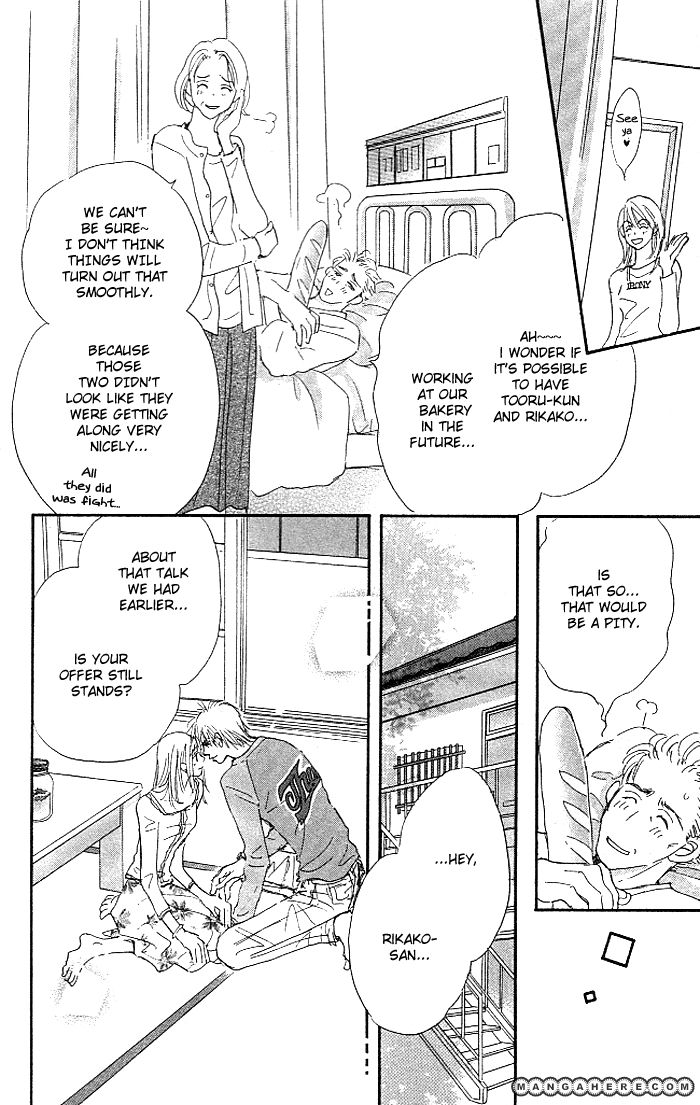 See
ya
♥
IRONY
AH~~~
I WONDER IF
IT'S POSSIBLE
TO HAVE
TOORU-KUN
AND RIKAKO...
WORKING
AT OUR
BAKERY
IN THE
FUTURE...
WE CAN'T
BE SURE~
I DON'T THINK
THINGS WILL
TURN OUT THAT
SMOOTHLY.
BECAUSE
THOSE
TWO DIDN'T
LOOK LIKE THEY
WERE GETTING
ALONG VERY
NICELY...
All
they did
was fight...
IS
THAT SO...
THAT WOULD
BE A PITY.
...HEY,
RIKAKO-
SAN...
ABOUT
THAT TALK
WE HAD
EARLIER...
IS YOUR
OFFER STILL
STANDS?
MANGAHERE.COM